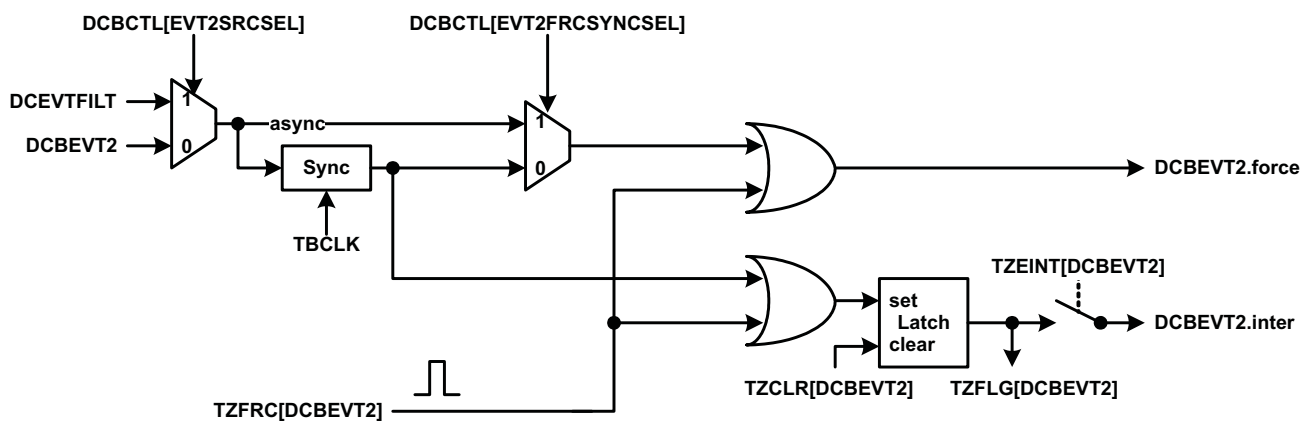 DCBCTL[EVT2SRCSEL]
DCBCTL[EVT2FRCSYNCSEL]
DCEVTFILT
1
DCBEVT2
0
async
1
0
Sync
TBCLK
DCBEVT2.force
TZEINT[DCBEVT2]
set
Latch
clear
DCBEVT2.inter
TZCLR[DCBEVT2]
TZFLG[DCBEVT2]
TZFRC[DCBEVT2]